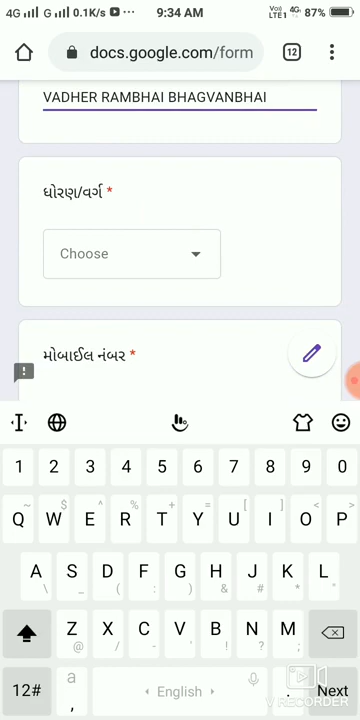 4G G 0.1K/s ... 9:34 AM VoLTE1 4G 87%
docs.google.com/form 12
VADHER RAMBHAI BHAGVANBHAI
ધોરણ/વર્ગ *
Choose
મોબાઈલ નંબર *
1 2 3 4 5 6 7 8 9 0
~ $ ^ % + = [ ] < >
Q W E R T Y U I O P
A S D F G H J K L
\ _ ( : ) & # * "
Z X C V B N M
@ / - ' ! ? ;
12# a , English . Next
V RECORDER